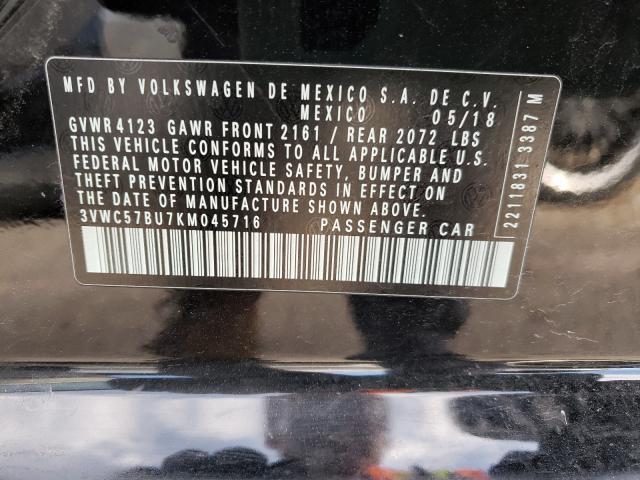 MFD BY VOLKSWAGEN DE MEXICO S.A. DE C.V.
MEXICO 05/18
GVWR 4123 GAWR FRONT 2161 / REAR 2072 LBS
THIS VEHICLE CONFORMS TO ALL APPLICABLE U.S.
FEDERAL MOTOR VEHICLE SAFETY, BUMPER AND
THEFT PREVENTION STANDARDS IN EFFECT ON
THE DATE OF MANUFACTURE SHOWN ABOVE.
3VWC57BU7KM045716 PASSENGER CAR
2211831 3387 M